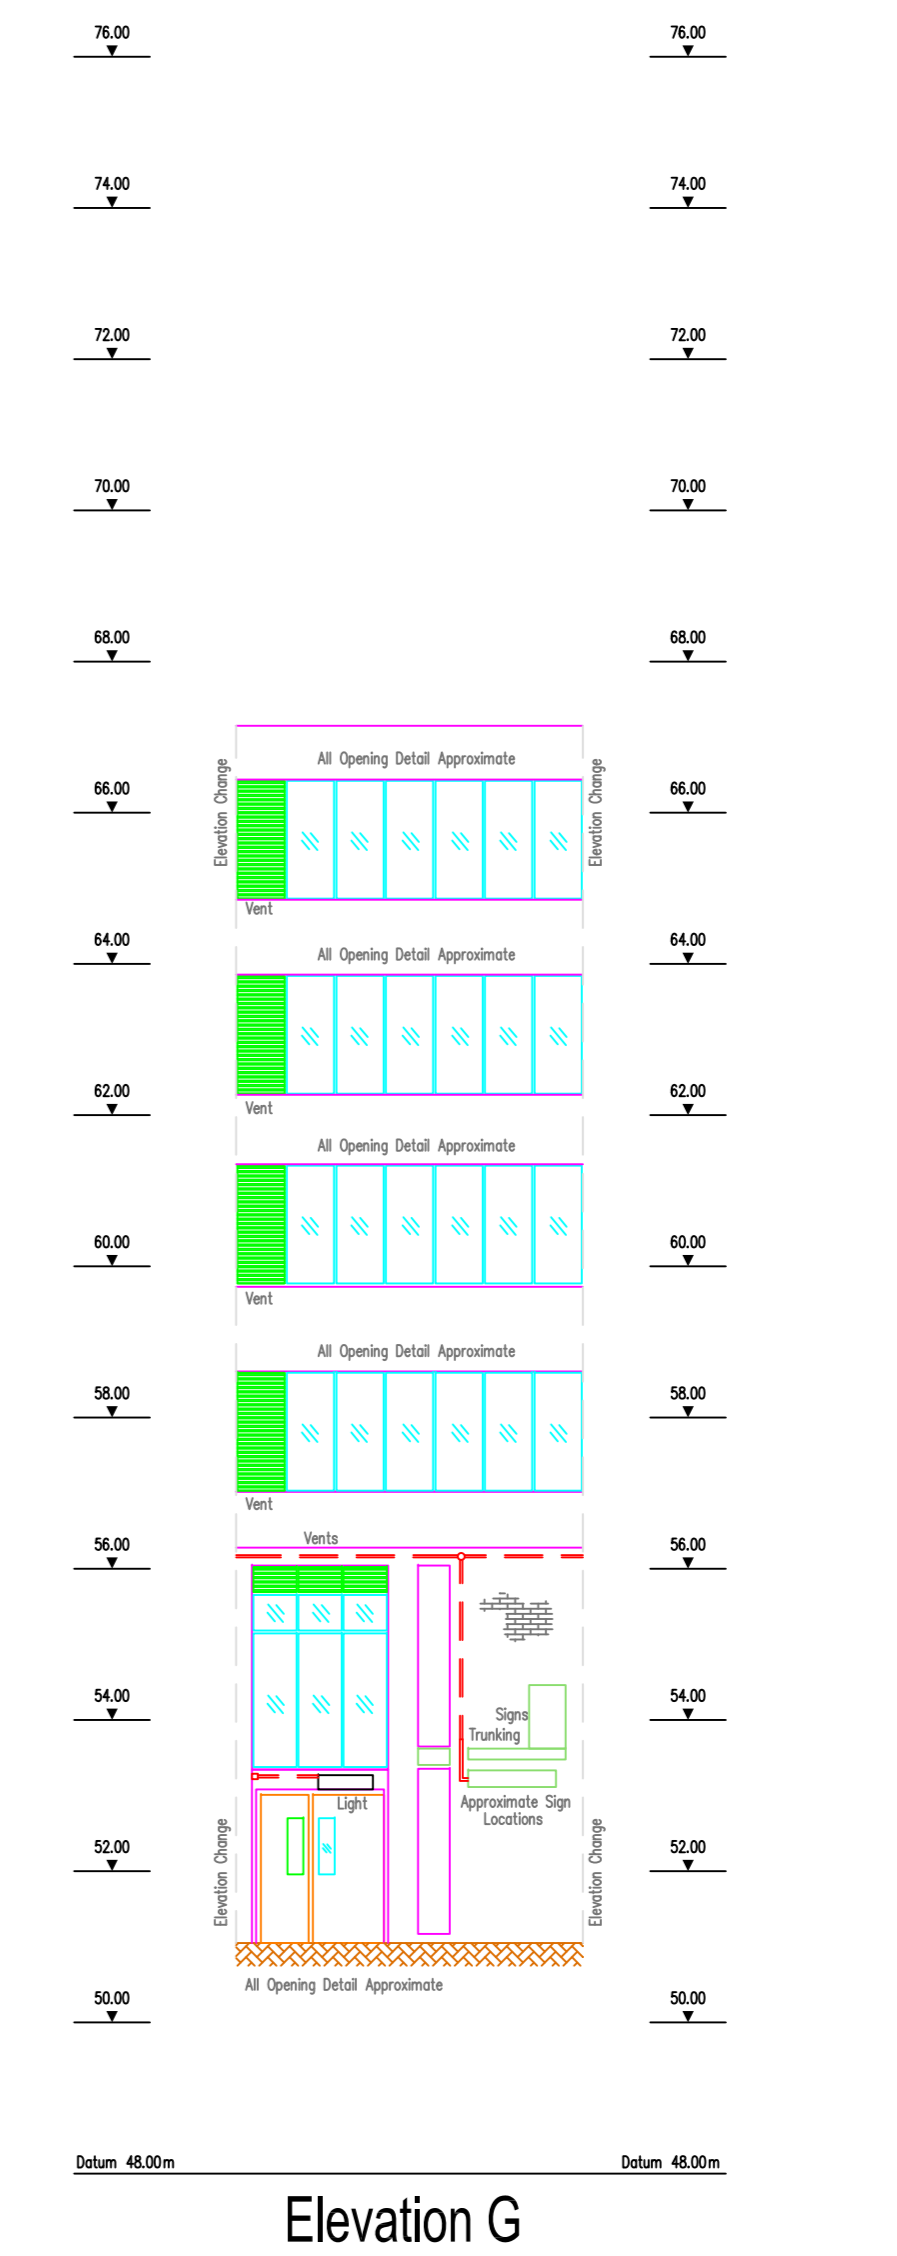 76.00 76.00
74.00 74.00
72.00 72.00
70.00 70.00
68.00 68.00
All Opening Detail Approximate
Elevation Change
Elevation Change
66.00 66.00
Vent
64.00 64.00
All Opening Detail Approximate
62.00 62.00
Vent
All Opening Detail Approximate
60.00 60.00
Vent
All Opening Detail Approximate
58.00 58.00
Vent
Vents
56.00 56.00
54.00 54.00
Signs
Trunking
Light
Approximate Sign
Locations
Elevation Change
Elevation Change
52.00 52.00
All Opening Detail Approximate
50.00 50.00
Datum 48.00m Datum 48.00m
Elevation G